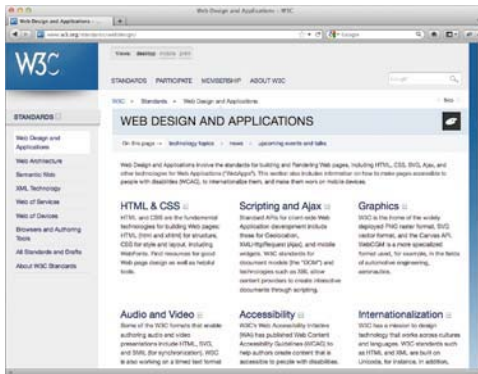 Web Design and Applications - W3C
Web Design and Applications - ...
www.w3.org/standards/webdesign/
Google
W3C
Views: desktop mobile print
STANDARDS PARTICIPATE MEMBERSHIP ABOUT W3C
W3C » Standards » Web Design and Applications
STANDARDS
Web Design and
Applications
Web Architecture
Semantic Web
XML Technology
Web of Services
Web of Devices
Browsers and Authoring
Tools
All Standards and Drafts
About W3C Standards
WEB DESIGN AND APPLICATIONS
On this page → technology topics • news • upcoming events and talks
Web Design and Applications involve the standards for building and Rendering Web pages, including HTML, CSS, SVG, Ajax, and
other technologies for Web Applications ("WebApps"). This section also includes information on how to make pages accessible to
people with disabilities (WCAG), to internationalize them, and make them work on mobile devices.
HTML & CSS
HTML and CSS are the fundamental
technologies for building Web pages:
HTML (html and xhtml) for structure,
CSS for style and layout, including
WebFonts. Find resources for good
Web page design as well as helpful
tools.
Scripting and Ajax
Standard APIs for client-side Web
Application development include
those for Geolocation,
XMLHttpRequest (Ajax), and mobile
widgets. W3C standards for
document models (the "DOM") and
technologies such as XBL allow
content providers to create interactive
documents through scripting.
Graphics
W3C is the home of the widely
deployed PNG raster format, SVG
vector format, and the Canvas API.
WebCGM is a more specialized
format used, for example, in the fields
of automotive engineering,
aeronautics.
Audio and Video
Some of the W3C formats that enable
authoring audio and video
presentations include HTML, SVG,
and SMIL (for synchronization). W3C
is also working on a timed text format
Accessibility
W3C's Web Accessibility Initiative
(WAI) has published Web Content
Accessibility Guidelines (WCAG) to
help authors create content that is
accessible to people with disabilities.
Internationalization
W3C has a mission to design
technology that works across cultures
and languages. W3C standards such
as HTML and XML are built on
Unicode, for instance. In addition,